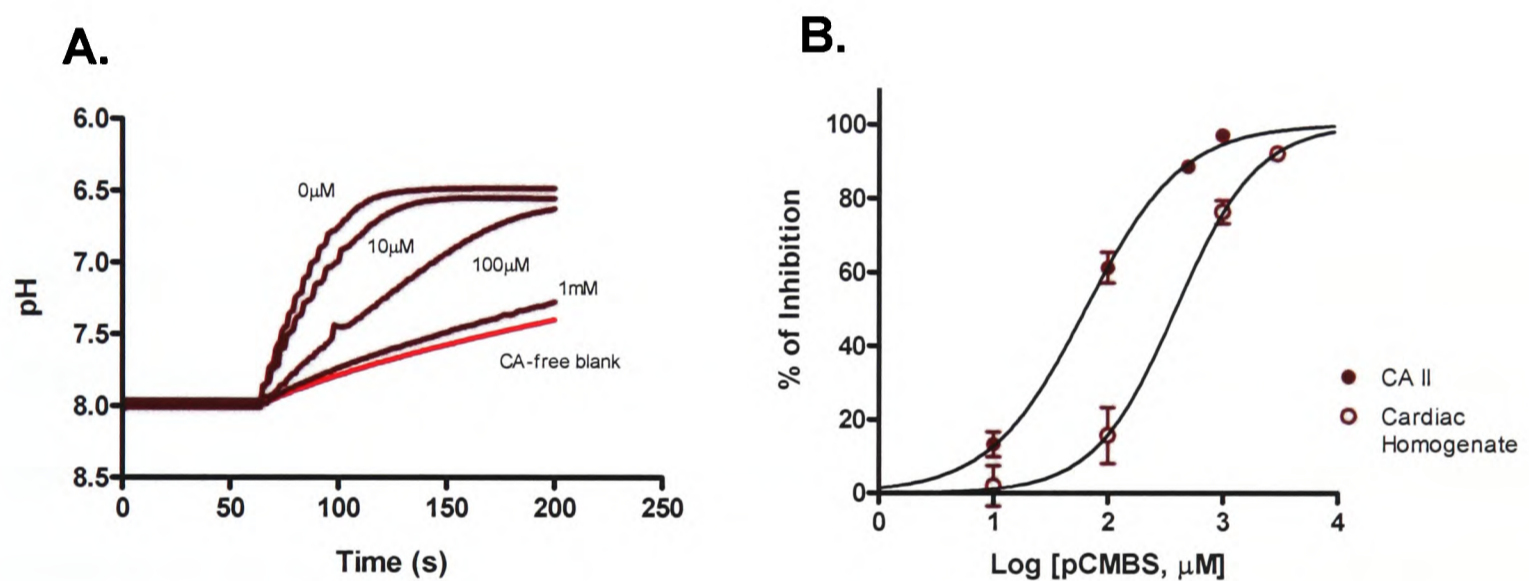 A.
6.0
6.5
7.0
7.5
8.0
8.5
pH
0μM
10μM
100μM
1mM
CA-free blank
0
50
100
150
200
250
Time (s)
B.
100
80
60
40
20
0
% of Inhibition
CA II
Cardiac
Homogenate
0
1
2
3
4
Log [pCMBS, μM]